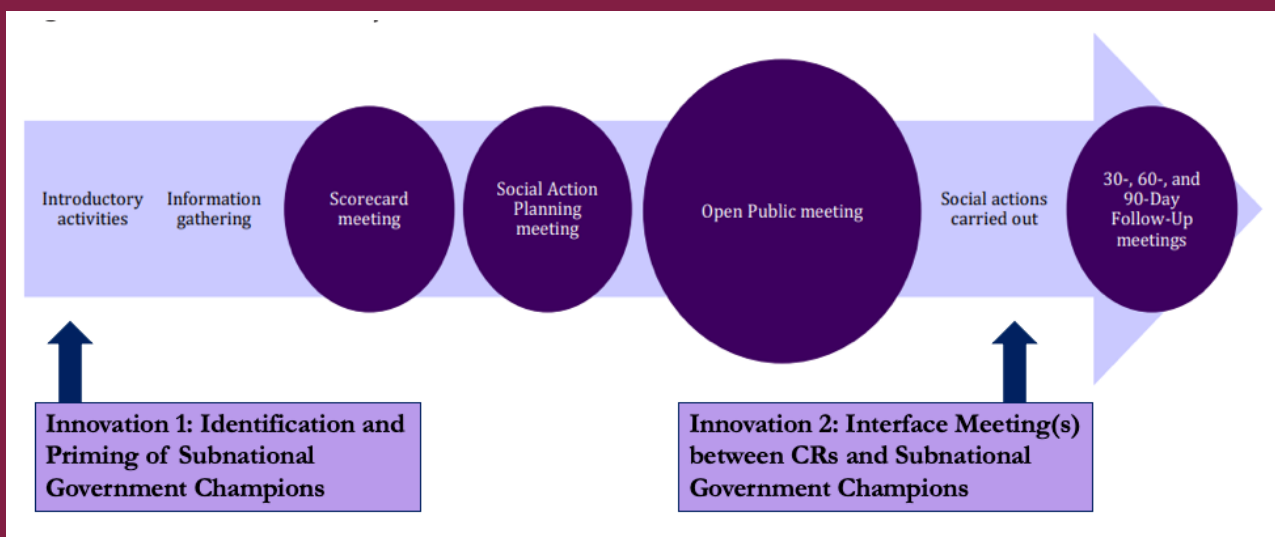 Introductory
activities
Information
gathering
Scorecard
meeting
Social Action
Planning
meeting
Open Public meeting
Social actions
carried out
30-, 60-, and
90-Day
Follow-Up
meetings
Innovation 1: Identification and
Priming of Subnational
Government Champions
Innovation 2: Interface Meeting(s)
between CRs and Subnational
Government Champions